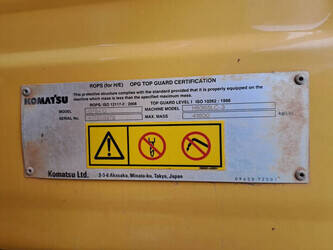 ROPS (for H/E) OPG TOP GUARD CERTIFICATION
This protective structure complies with the standard that it is properly equipped on the
machine which mass is less than the specified maximum mass.
KOMATSU
ROPS ISO 12117-2 : 2008 TOP GUARD LEVEL I ISO 10262 : 1998
MODEL MACHINE MODEL
SERIAL No. MAX. MASS
Komatsu Ltd. 2-3-6 Akasaka, Minato-ku, Tokyo, Japan